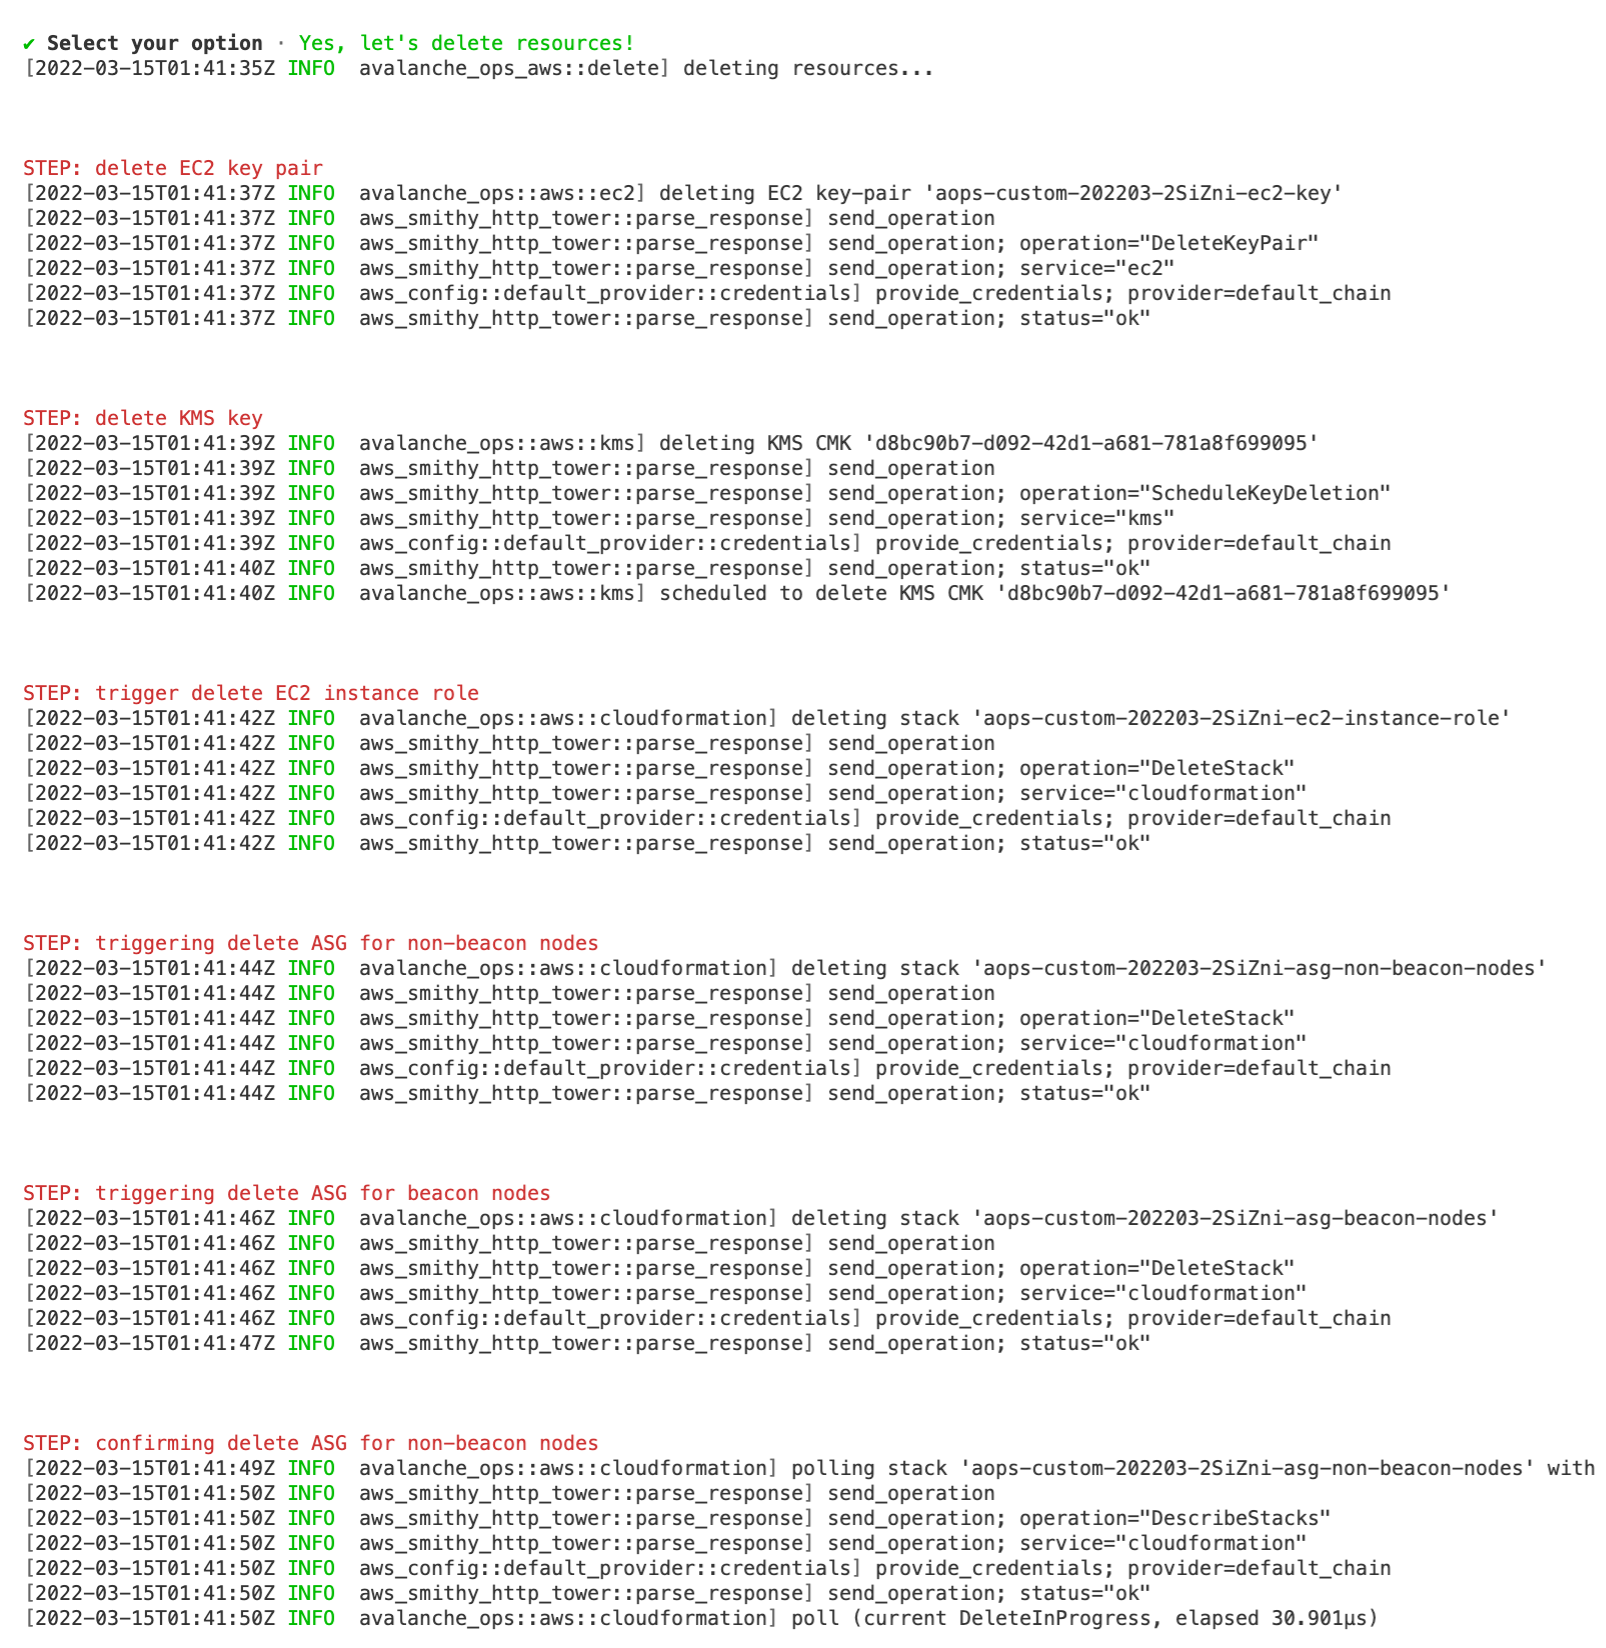 ✔ Select your option · Yes, let's delete resources!
[2022-03-15T01:41:35Z INFO  avalanche_ops_aws::delete] deleting resources...
STEP: delete EC2 key pair
[2022-03-15T01:41:37Z INFO  avalanche_ops::aws::ec2] deleting EC2 key-pair 'aops-custom-202203-2SiZni-ec2-key'
[2022-03-15T01:41:37Z INFO  aws_smithy_http_tower::parse_response] send_operation
[2022-03-15T01:41:37Z INFO  aws_smithy_http_tower::parse_response] send_operation; operation="DeleteKeyPair"
[2022-03-15T01:41:37Z INFO  aws_smithy_http_tower::parse_response] send_operation; service="ec2"
[2022-03-15T01:41:37Z INFO  aws_config::default_provider::credentials] provide_credentials; provider=default_chain
[2022-03-15T01:41:37Z INFO  aws_smithy_http_tower::parse_response] send_operation; status="ok"
STEP: delete KMS key
[2022-03-15T01:41:39Z INFO  avalanche_ops::aws::kms] deleting KMS CMK 'd8bc90b7-d092-42d1-a681-781a8f699095'
[2022-03-15T01:41:39Z INFO  aws_smithy_http_tower::parse_response] send_operation
[2022-03-15T01:41:39Z INFO  aws_smithy_http_tower::parse_response] send_operation; operation="ScheduleKeyDeletion"
[2022-03-15T01:41:39Z INFO  aws_smithy_http_tower::parse_response] send_operation; service="kms"
[2022-03-15T01:41:39Z INFO  aws_config::default_provider::credentials] provide_credentials; provider=default_chain
[2022-03-15T01:41:40Z INFO  aws_smithy_http_tower::parse_response] send_operation; status="ok"
[2022-03-15T01:41:40Z INFO  avalanche_ops::aws::kms] scheduled to delete KMS CMK 'd8bc90b7-d092-42d1-a681-781a8f699095'
STEP: trigger delete EC2 instance role
[2022-03-15T01:41:42Z INFO  avalanche_ops::aws::cloudformation] deleting stack 'aops-custom-202203-2SiZni-ec2-instance-role'
[2022-03-15T01:41:42Z INFO  aws_smithy_http_tower::parse_response] send_operation
[2022-03-15T01:41:42Z INFO  aws_smithy_http_tower::parse_response] send_operation; operation="DeleteStack"
[2022-03-15T01:41:42Z INFO  aws_smithy_http_tower::parse_response] send_operation; service="cloudformation"
[2022-03-15T01:41:42Z INFO  aws_config::default_provider::credentials] provide_credentials; provider=default_chain
[2022-03-15T01:41:42Z INFO  aws_smithy_http_tower::parse_response] send_operation; status="ok"
STEP: triggering delete ASG for non-beacon nodes
[2022-03-15T01:41:44Z INFO  avalanche_ops::aws::cloudformation] deleting stack 'aops-custom-202203-2SiZni-asg-non-beacon-nodes'
[2022-03-15T01:41:44Z INFO  aws_smithy_http_tower::parse_response] send_operation
[2022-03-15T01:41:44Z INFO  aws_smithy_http_tower::parse_response] send_operation; operation="DeleteStack"
[2022-03-15T01:41:44Z INFO  aws_smithy_http_tower::parse_response] send_operation; service="cloudformation"
[2022-03-15T01:41:44Z INFO  aws_config::default_provider::credentials] provide_credentials; provider=default_chain
[2022-03-15T01:41:44Z INFO  aws_smithy_http_tower::parse_response] send_operation; status="ok"
STEP: triggering delete ASG for beacon nodes
[2022-03-15T01:41:46Z INFO  avalanche_ops::aws::cloudformation] deleting stack 'aops-custom-202203-2SiZni-asg-beacon-nodes'
[2022-03-15T01:41:46Z INFO  aws_smithy_http_tower::parse_response] send_operation
[2022-03-15T01:41:46Z INFO  aws_smithy_http_tower::parse_response] send_operation; operation="DeleteStack"
[2022-03-15T01:41:46Z INFO  aws_smithy_http_tower::parse_response] send_operation; service="cloudformation"
[2022-03-15T01:41:46Z INFO  aws_config::default_provider::credentials] provide_credentials; provider=default_chain
[2022-03-15T01:41:47Z INFO  aws_smithy_http_tower::parse_response] send_operation; status="ok"
STEP: confirming delete ASG for non-beacon nodes
[2022-03-15T01:41:49Z INFO  avalanche_ops::aws::cloudformation] polling stack 'aops-custom-202203-2SiZni-asg-non-beacon-nodes' with
[2022-03-15T01:41:50Z INFO  aws_smithy_http_tower::parse_response] send_operation
[2022-03-15T01:41:50Z INFO  aws_smithy_http_tower::parse_response] send_operation; operation="DescribeStacks"
[2022-03-15T01:41:50Z INFO  aws_smithy_http_tower::parse_response] send_operation; service="cloudformation"
[2022-03-15T01:41:50Z INFO  aws_config::default_provider::credentials] provide_credentials; provider=default_chain
[2022-03-15T01:41:50Z INFO  aws_smithy_http_tower::parse_response] send_operation; status="ok"
[2022-03-15T01:41:50Z INFO  avalanche_ops::aws::cloudformation] poll (current DeleteInProgress, elapsed 30.901µs)